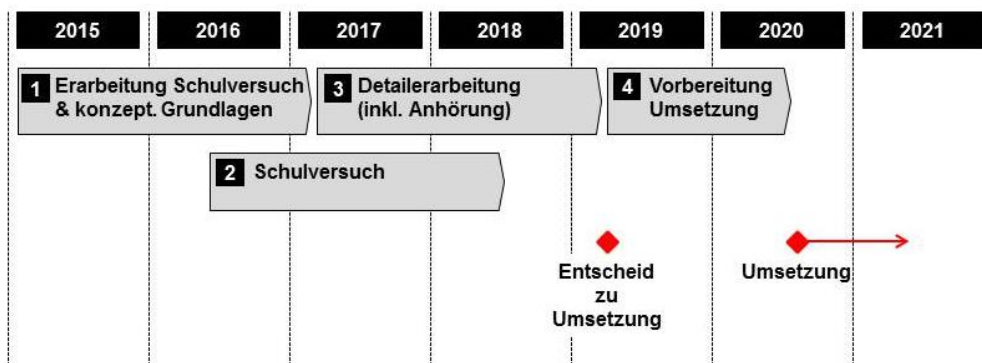 2015 2016 2017 2018 2019 2020 2021
1 Erarbeitung Schulversuch
& konzept. Grundlagen
3 Detailerarbeitung
(inkl. Anhörung)
4 Vorbereitung
Umsetzung
2 Schulversuch
Entscheid
zu
Umsetzung
Umsetzung